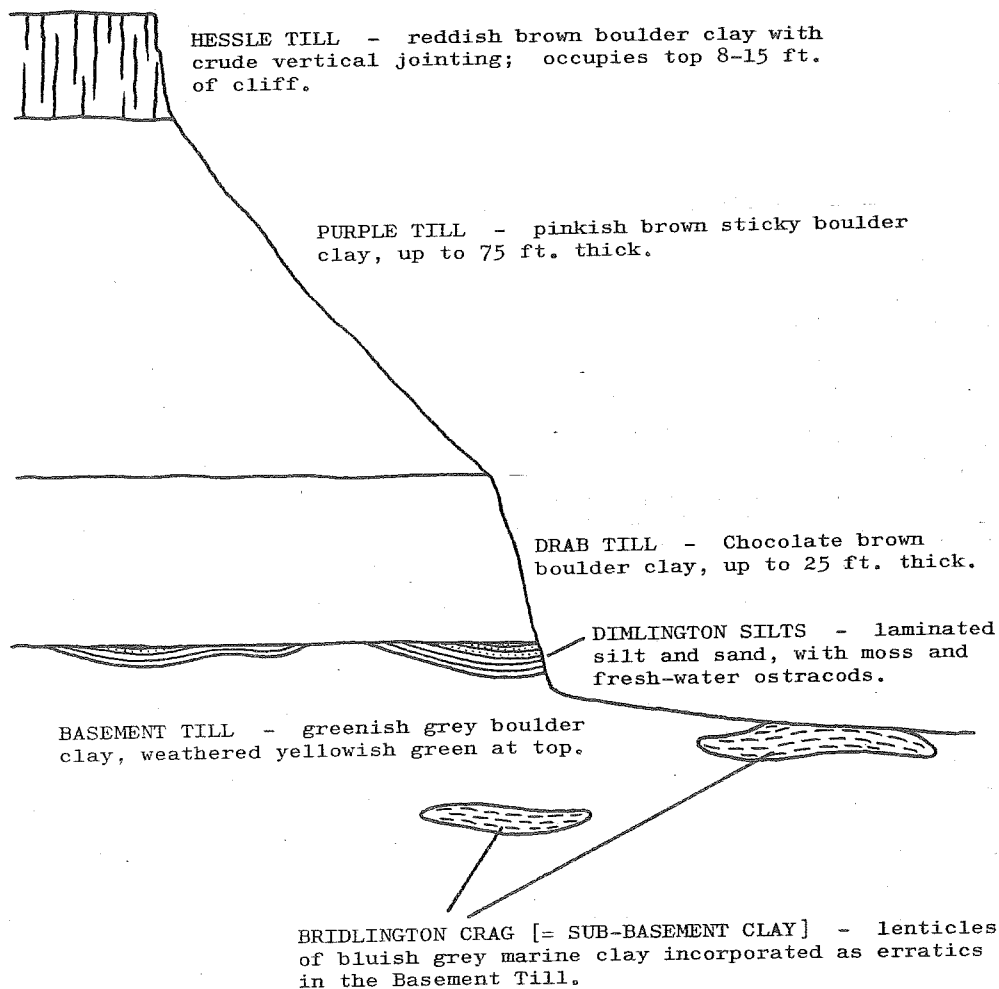 HESSLE TILL - reddish brown boulder clay with
crude vertical jointing; occupies top 8-15 ft.
of cliff.
PURPLE TILL - pinkish brown sticky boulder
clay, up to 75 ft. thick.
DRAB TILL - Chocolate brown
boulder clay, up to 25 ft. thick.
DIMLINGTON SILTS - laminated
silt and sand, with moss and
fresh-water ostracods.
BASEMENT TILL - greenish grey boulder
clay, weathered yellowish green at top.
BRIDLINGTON CRAG [= SUB-BASEMENT CLAY] - lenticles
of bluish grey marine clay incorporated as erratics
in the Basement Till.